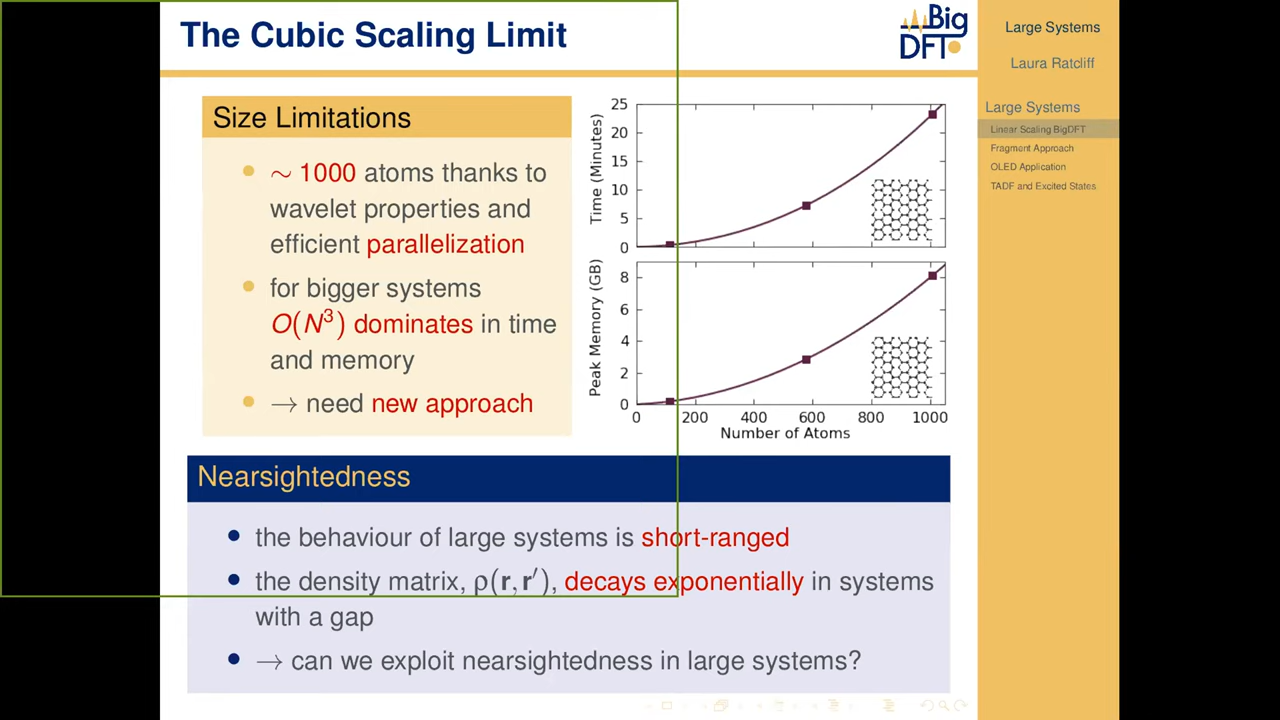 The Cubic Scaling Limit
Big
DFT
Large Systems
Laura Ratcliff
Large Systems
Linear Scaling BigDFT
Fragment Approach
OLED Application
TADF and Excited States
Size Limitations
∼ 1000 atoms thanks to
wavelet properties and
efficient parallelization
for bigger systems
O(N³) dominates in time
and memory
→ need new approach
Time (Minutes)
25
20
15
10
5
0
Peak Memory (GB)
8
6
4
2
0
0 200 400 600 800 1000
Number of Atoms
Nearsightedness
the behaviour of large systems is short-ranged
the density matrix, ρ(r, r′), decays exponentially in systems
with a gap
→ can we exploit nearsightedness in large systems?